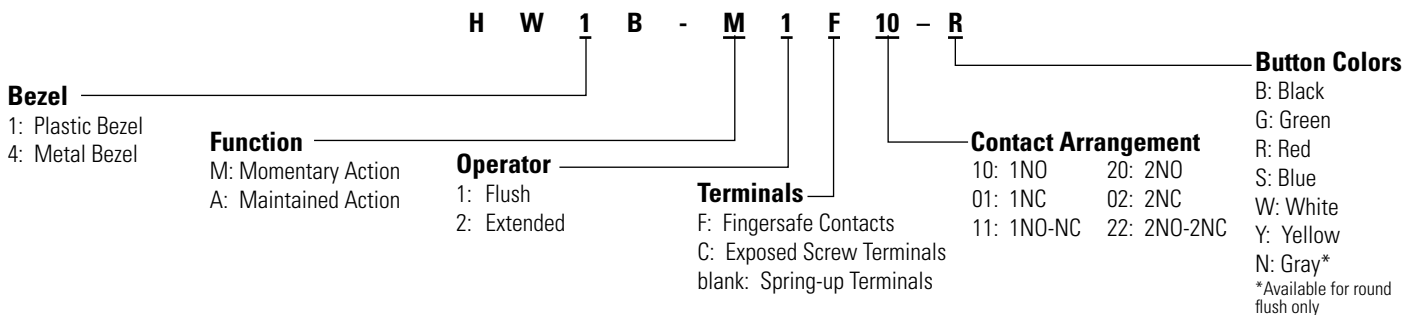 H W 1 B - M 1 F 10 – R
Bezel
1: Plastic Bezel
4: Metal Bezel
Function
M: Momentary Action
A: Maintained Action
Operator
1: Flush
2: Extended
Terminals
F: Fingersafe Contacts
C: Exposed Screw Terminals
blank: Spring-up Terminals
Contact Arrangement
10: 1NO 20: 2NO
01: 1NC 02: 2NC
11: 1NO-NC 22: 2NO-2NC
Button Colors
B: Black
G: Green
R: Red
S: Blue
W: White
Y: Yellow
N: Gray*
*Available for round
flush only